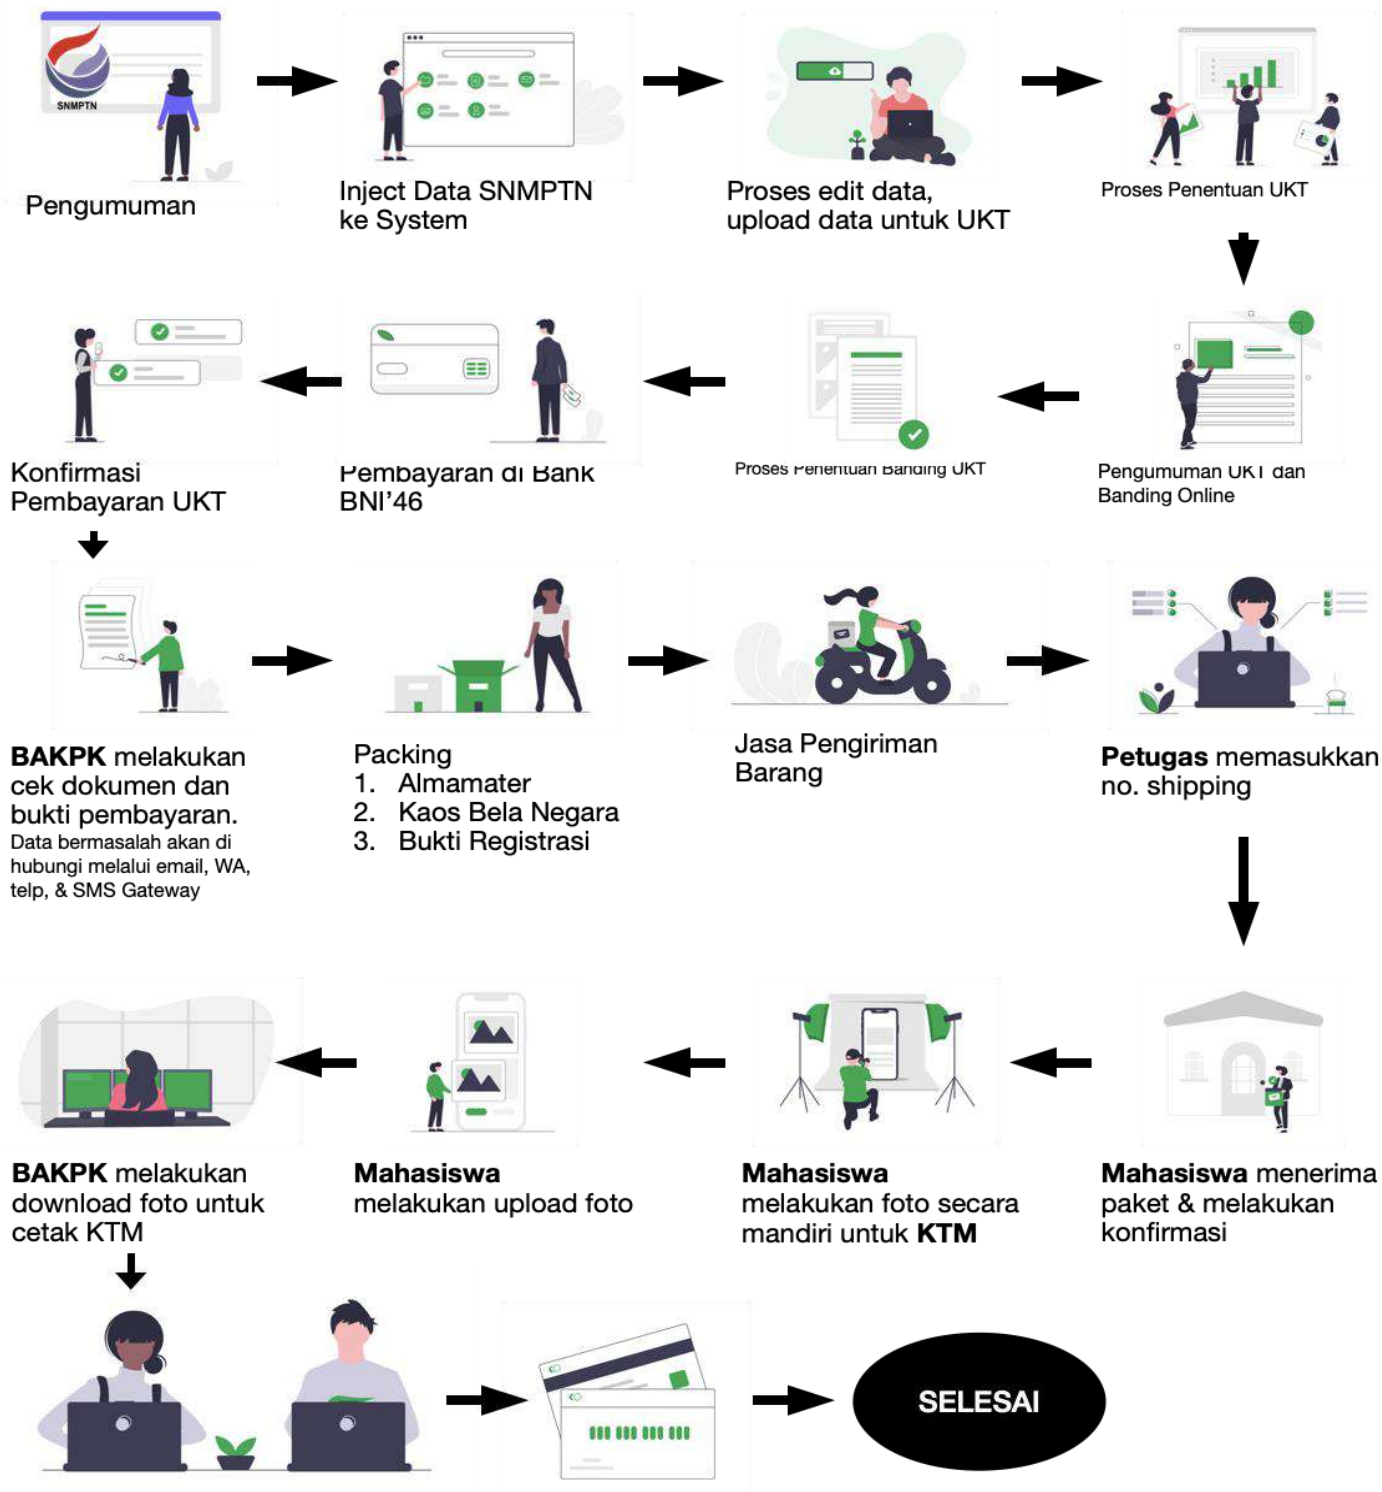 SNMPTN
Pengumuman
Inject Data SNMPTN
ke System
Proses edit data,
upload data untuk UKT
Proses Penentuan UKT
Konfirmasi
Pembayaran UKT
Pembayaran di Bank
BNI'46
Proses Penentuan Banding UKT
Pengumuman UKT dan
Banding Online
BAKPK melakukan
cek dokumen dan
bukti pembayaran.
Data bermasalah akan di
hubungi melalui email, WA,
telp, & SMS Gateway
Packing
1. Almamater
2. Kaos Bela Negara
3. Bukti Registrasi
Jasa Pengiriman
Barang
Petugas memasukkan
no. shipping
BAKPK melakukan
download foto untuk
cetak KTM
Mahasiswa
melakukan upload foto
Mahasiswa
melakukan foto secara
mandiri untuk KTM
Mahasiswa menerima
paket & melakukan
konfirmasi
SELESAI